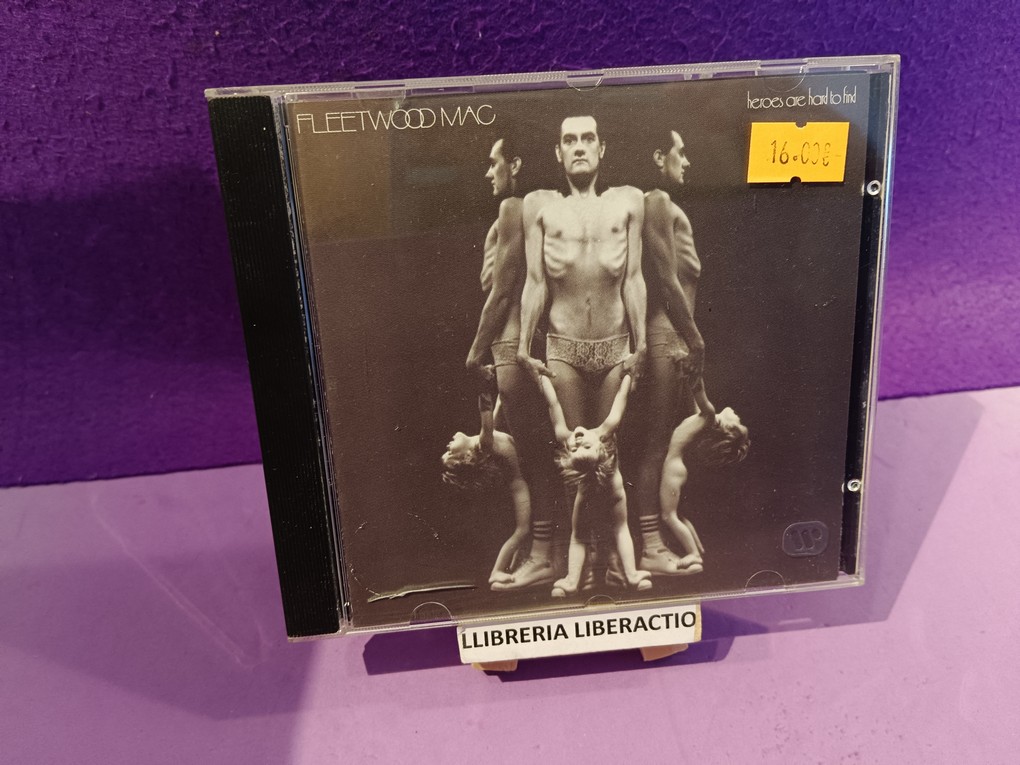 FLEETWOOD MAC
heroes are hard to find
16.00€
LLIBRERIA LIBERACTIO